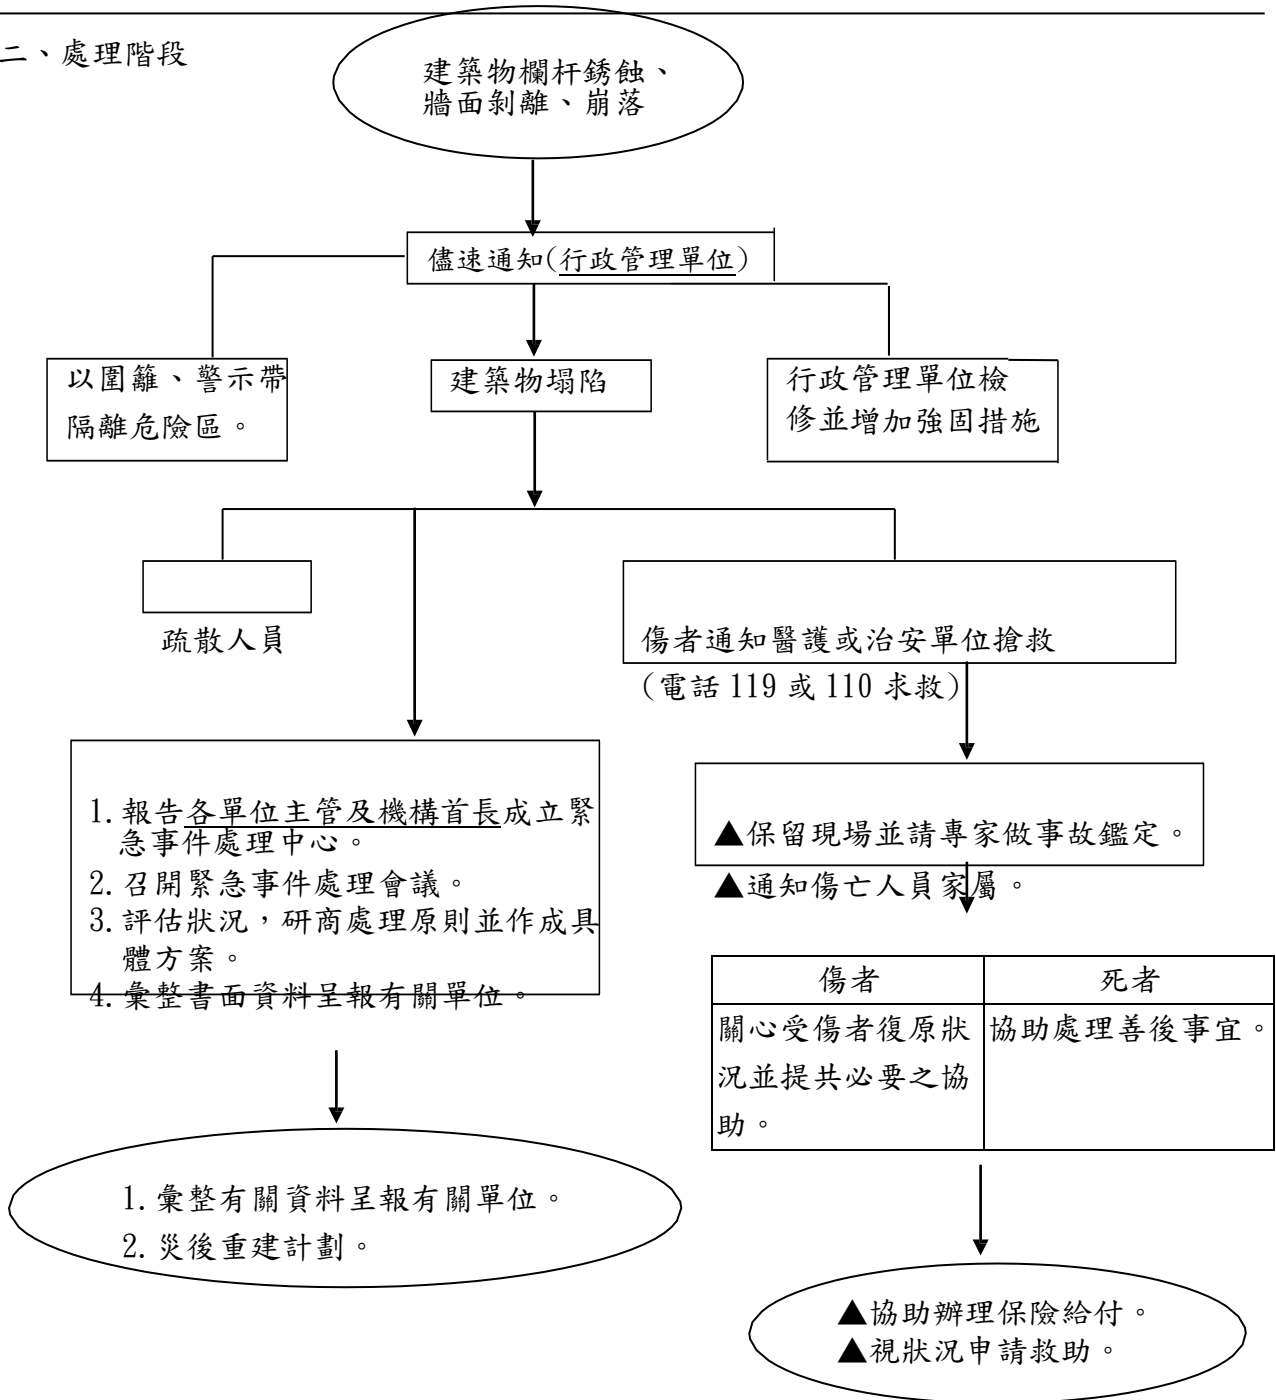 二、處理階段
建築物欄杆銹蝕、
牆面剝離、崩落
儘速通知(行政管理單位)
以圍籬、警示帶
隔離危險區。
建築物塌陷
行政管理單位檢
修並增加強固措施
疏散人員
傷者通知醫護或治安單位搶救
(電話 119 或 110 求救)
1.報告各單位主管及機構首長成立緊
急事件處理中心。
2.召開緊急事件處理會議。
3.評估狀況，研商處理原則並作成具
體方案。
4.彙整書面資料呈報有關單位。
▲保留現場並請專家做事故鑑定。
▲通知傷亡人員家屬。
傷者
死者
關心受傷者復原狀
況並提共必要之協
助。
協助處理善後事宜。
1.彙整有關資料呈報有關單位。
2.災後重建計劃。
▲協助辦理保險給付。
▲視狀況申請救助。